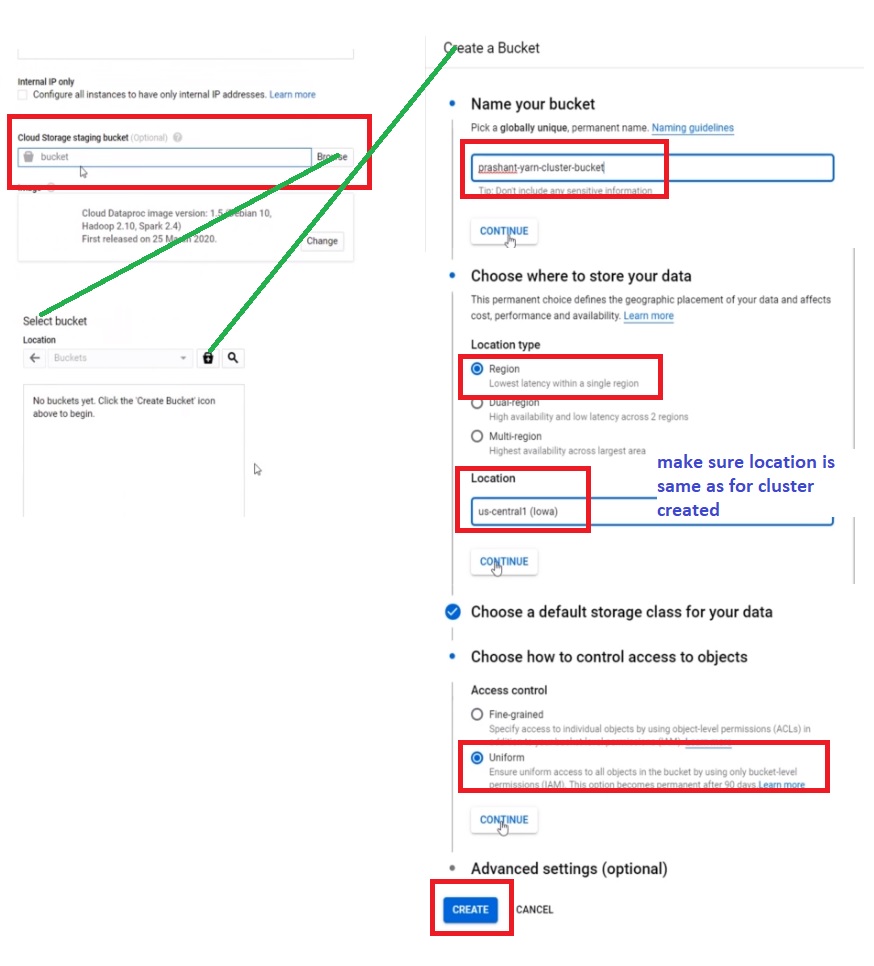 Internal IP only
Configure all instances to have only internal IP addresses. Learn more
Cloud Storage staging bucket (Optional)
bucket
Browse
Image
Cloud Dataproc image version: 1.5 (Debian 10,
Hadoop 2.10, Spark 2.4)
First released on 25 March 2020.
Change
Select bucket
Location
Buckets
No buckets yet. Click the 'Create Bucket' icon
above to begin.
Create a Bucket
Name your bucket
Pick a globally unique, permanent name. Naming guidelines
prashant-yarn-cluster-bucket
Tip: Don't include any sensitive information
CONTINUE
Choose where to store your data
This permanent choice defines the geographic placement of your data and affects
cost, performance and availability. Learn more
Location type
Region
Lowest latency within a single region
Dual-region
High availability and low latency across 2 regions
Multi-region
Highest availability across largest area
make sure location is
same as for cluster
created
Location
us-central1 (Iowa)
CONTINUE
Choose a default storage class for your data
Choose how to control access to objects
Access control
Fine-grained
Specify access to individual objects by using object-level permissions (ACLs) in
Uniform
Ensure uniform access to all objects in the bucket by using only bucket-level
permissions (IAM). This option becomes permanent after 90 days. Learn more
CONTINUE
Advanced settings (optional)
CREATE
CANCEL